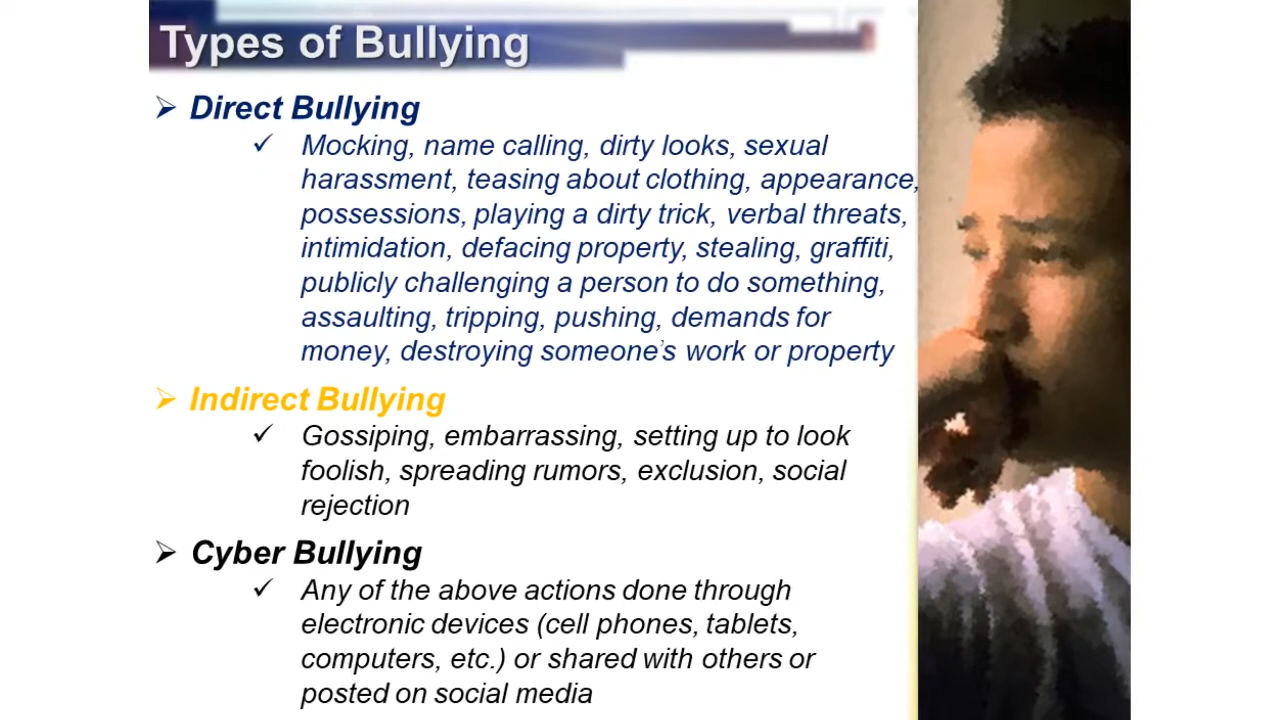 Types of Bullying
Direct Bullying
Mocking, name calling, dirty looks, sexual
harassment, teasing about clothing, appearance,
possessions, playing a dirty trick, verbal threats,
intimidation, defacing property, stealing, graffiti,
publicly challenging a person to do something,
assaulting, tripping, pushing, demands for
money, destroying someone's work or property
Indirect Bullying
Gossiping, embarrassing, setting up to look
foolish, spreading rumors, exclusion, social
rejection
Cyber Bullying
Any of the above actions done through
electronic devices (cell phones, tablets,
computers, etc.) or shared with others or
posted on social media